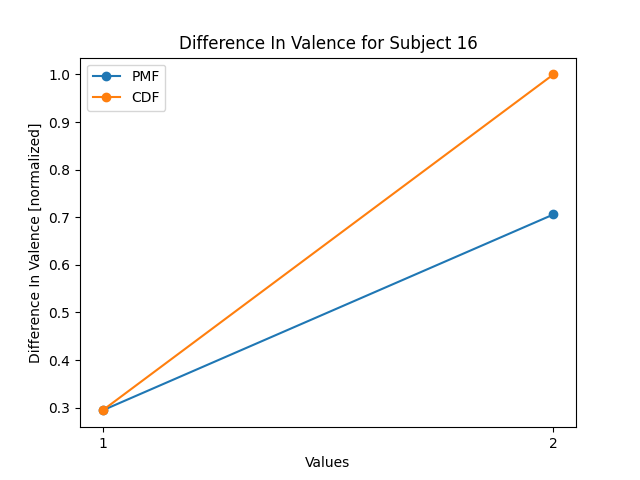 Difference In Valence for Subject 16
PMF
CDF
1.0
0.9
0.8
0.7
0.6
0.5
0.4
0.3
Difference In Valence [normalized]
1
2
Values